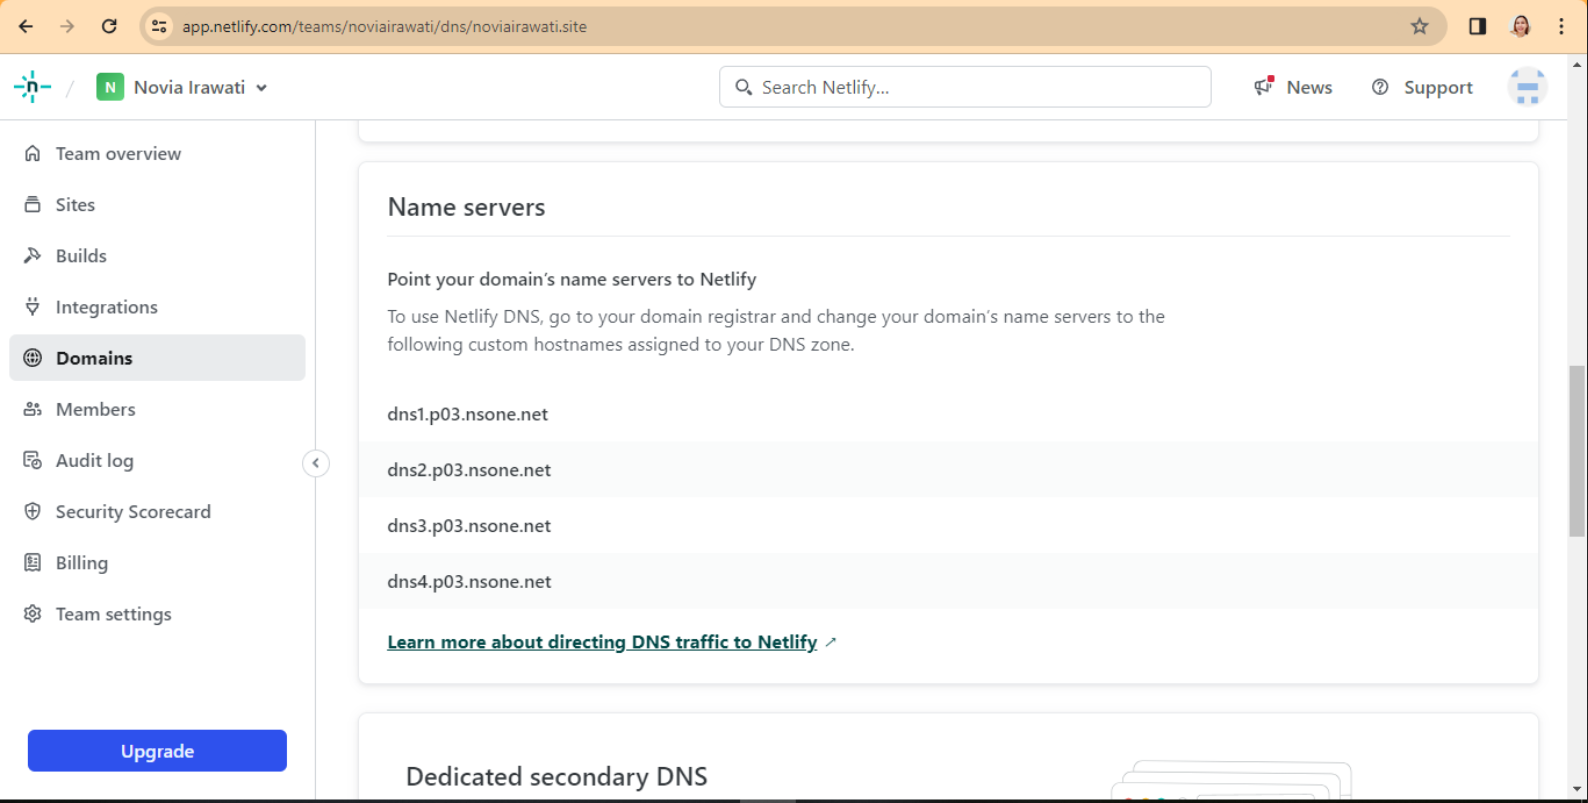 app.netlify.com/teams/noviairawati/dns/noviairawati.site
n / N Novia Irawati
Search Netlify...
News
Support
Team overview
Sites
Builds
Integrations
Domains
Members
Audit log
Security Scorecard
Billing
Team settings
Upgrade
Name servers
Point your domain’s name servers to Netlify
To use Netlify DNS, go to your domain registrar and change your domain’s name servers to the
following custom hostnames assigned to your DNS zone.
dns1.p03.nsone.net
dns2.p03.nsone.net
dns3.p03.nsone.net
dns4.p03.nsone.net
Learn more about directing DNS traffic to Netlify
Dedicated secondary DNS